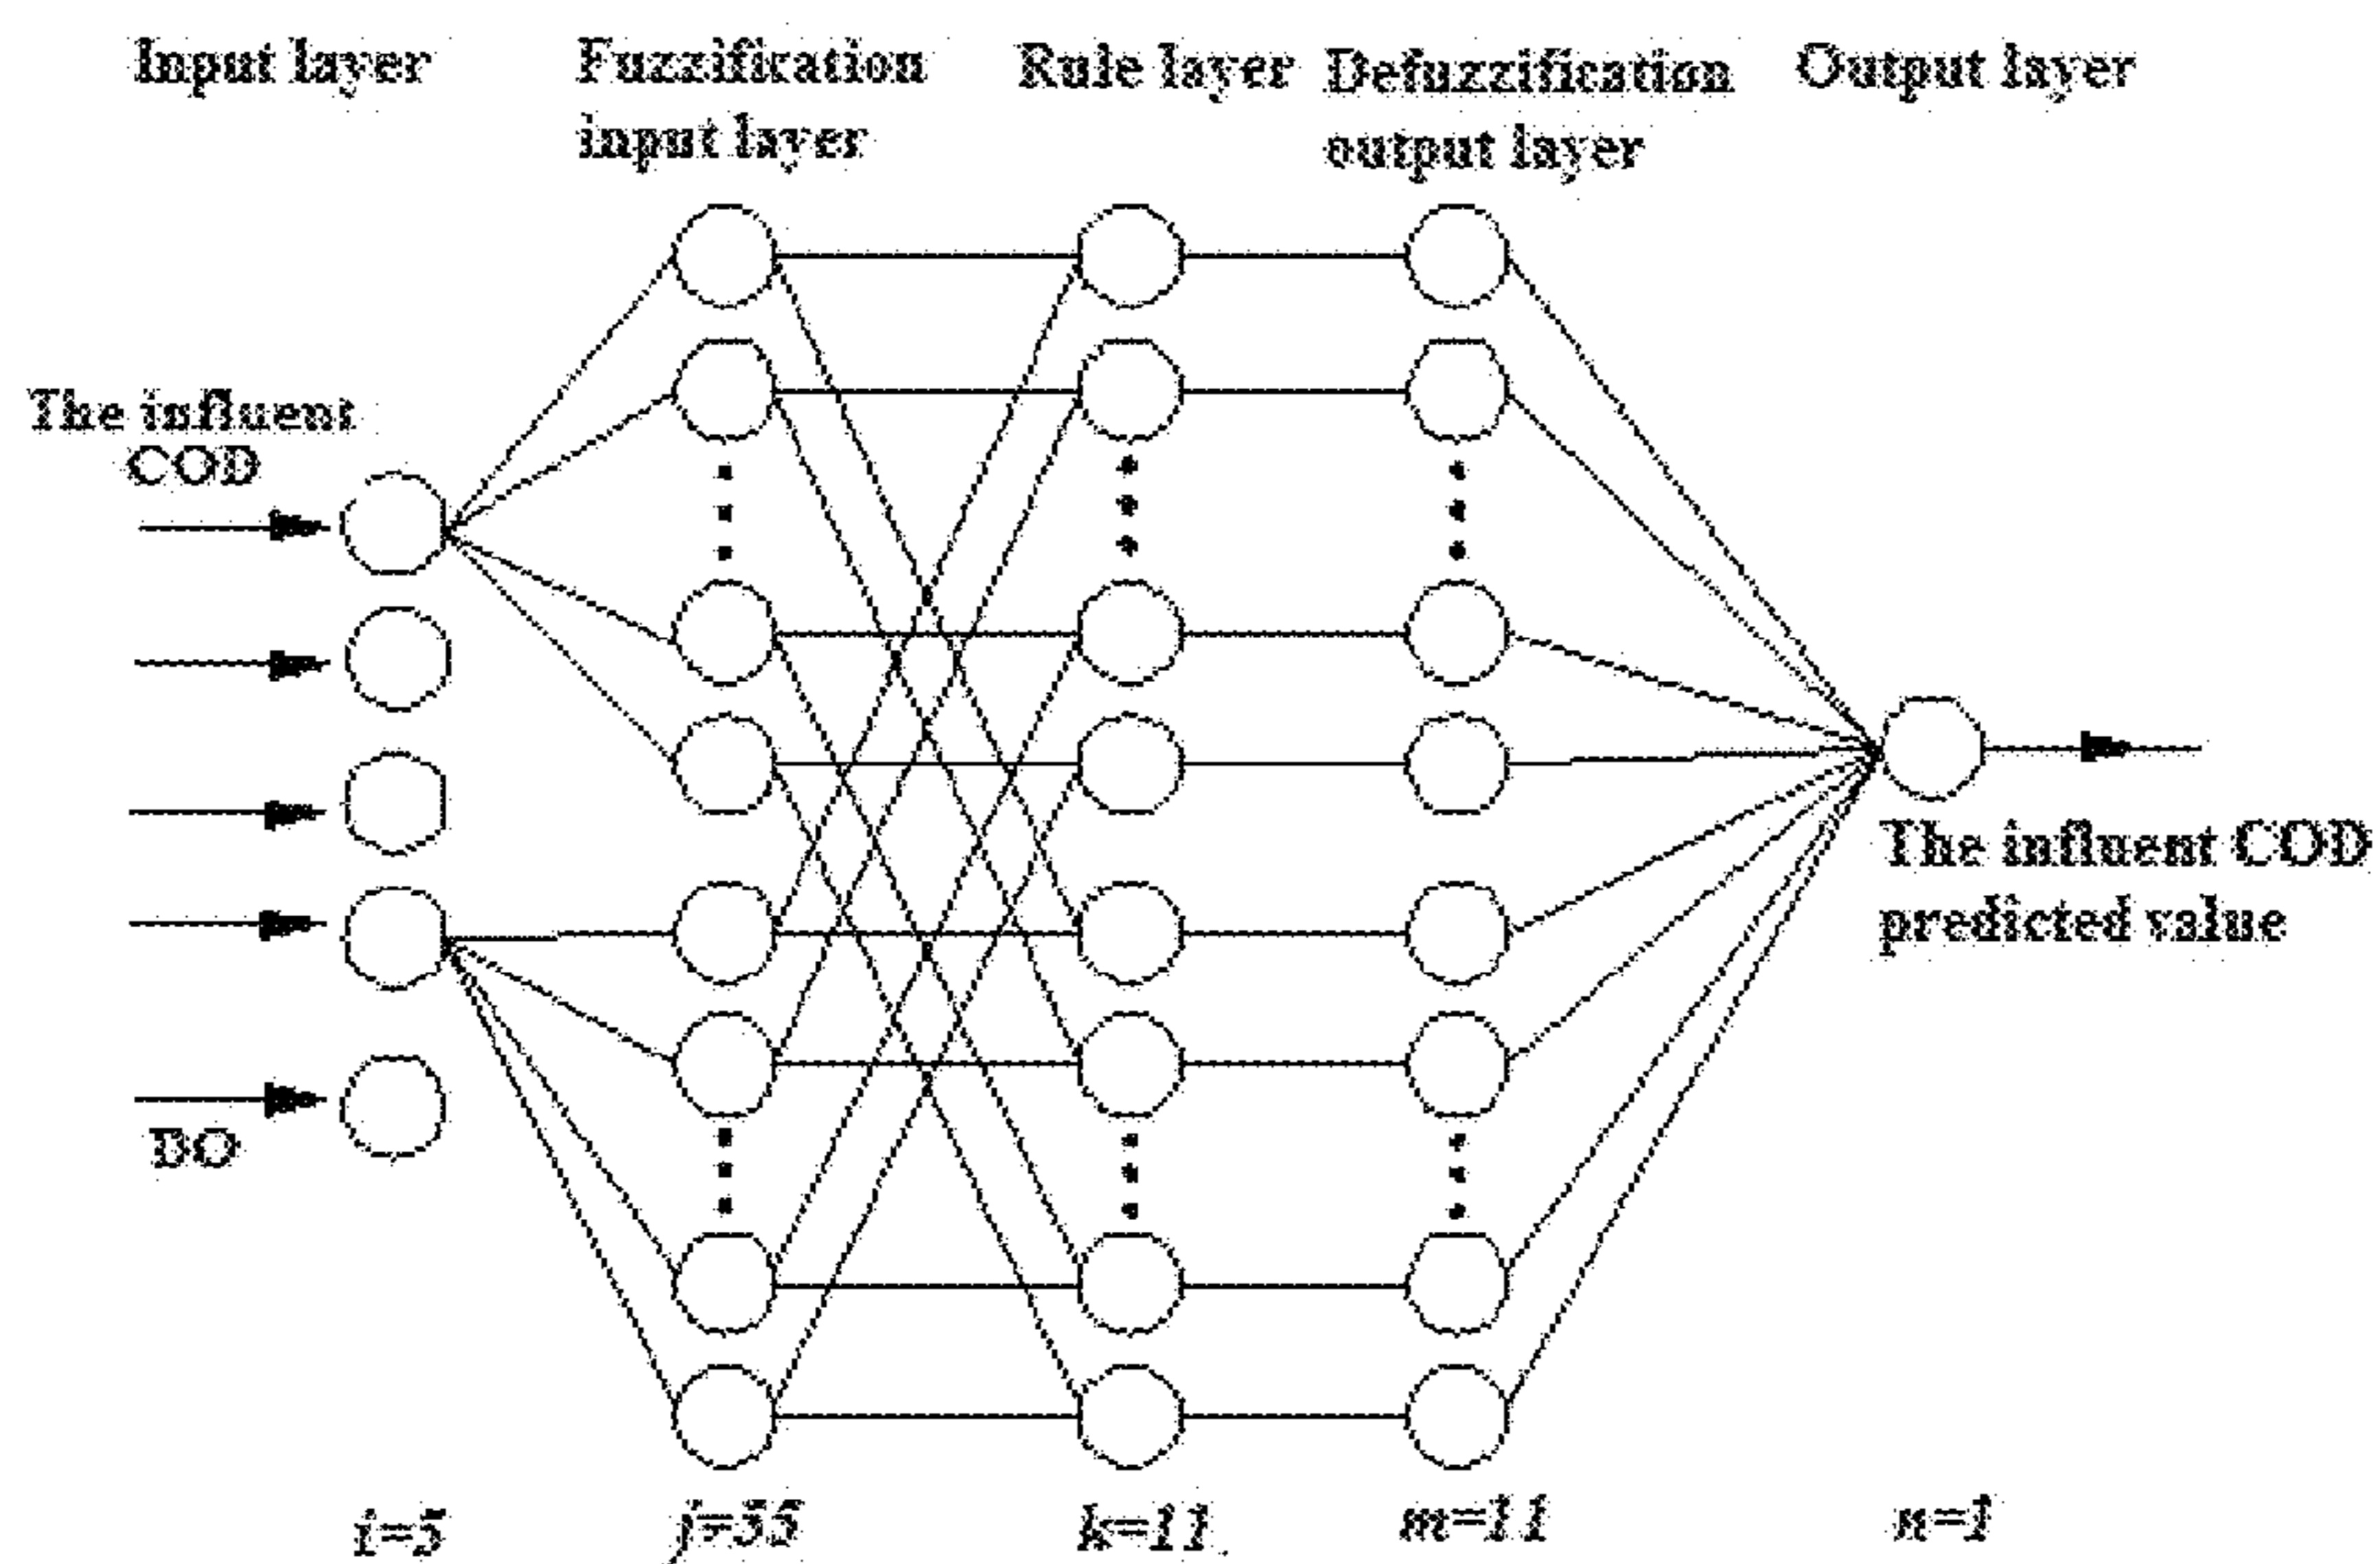 Input layer
Fuzzification
input layer
Rule layer
Defuzzification
output layer
Output layer
The influent
COD
DO
The influent COD
predicted value
i=5
j=55
k=11
m=11
n=1